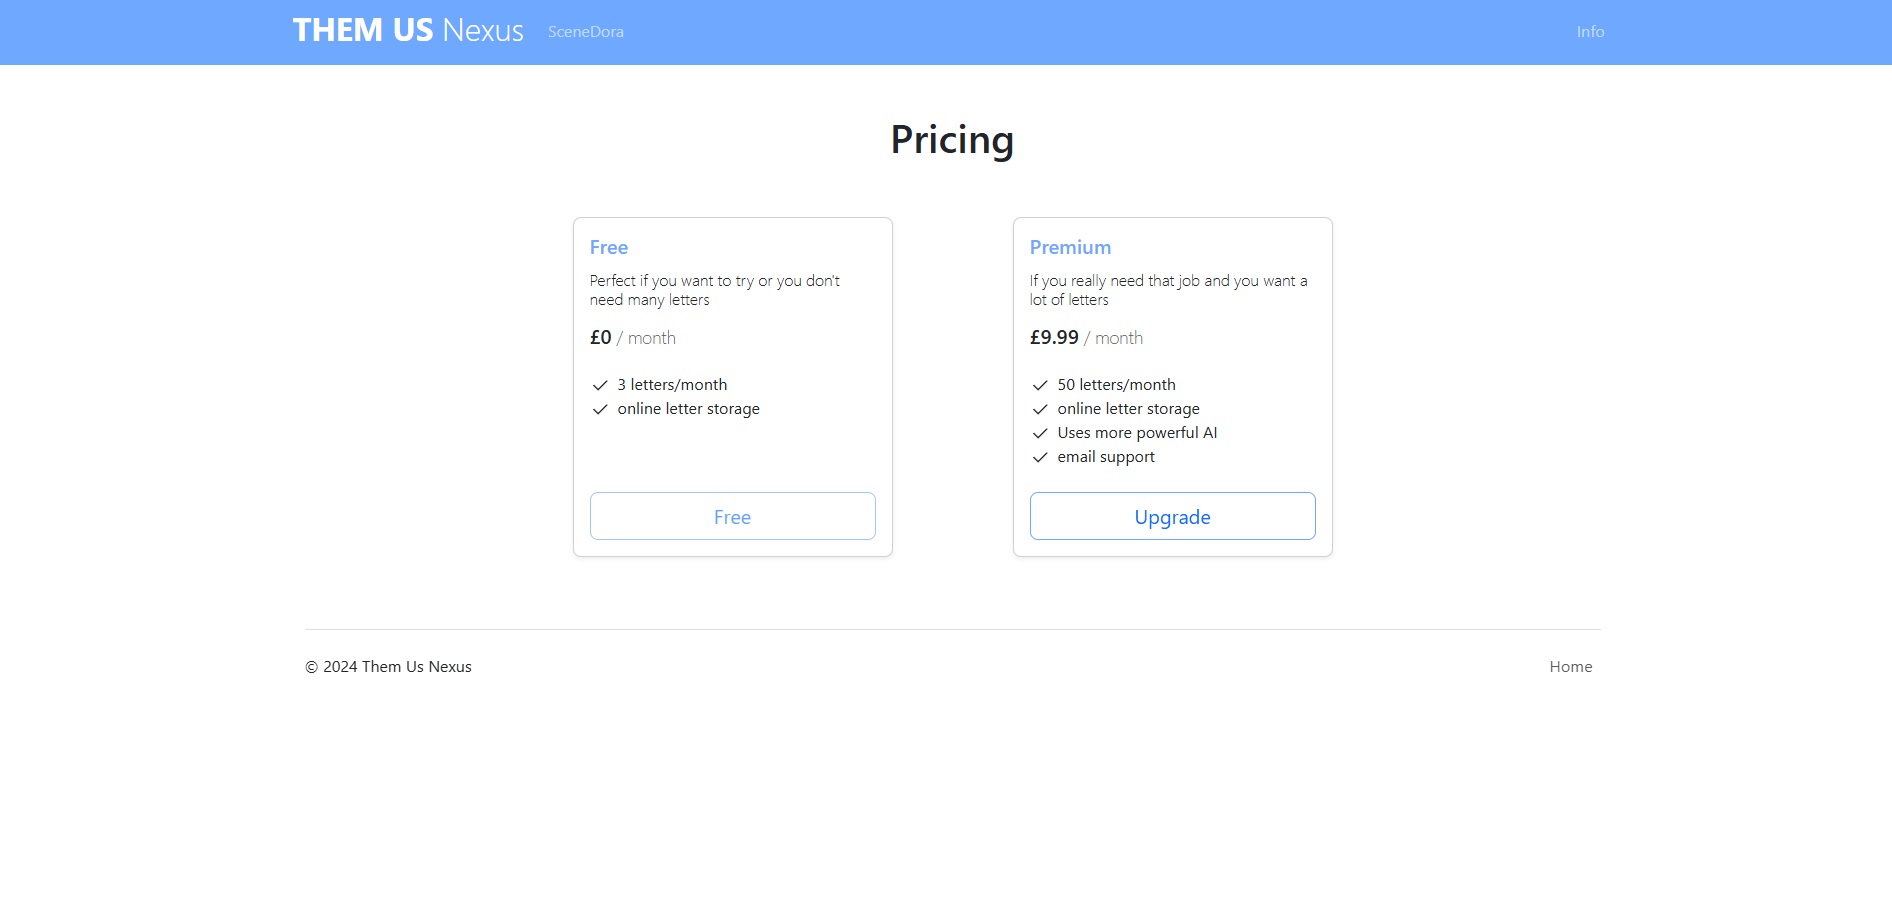 THEM US Nexus SceneDora Info
Pricing
Free
Perfect if you want to try or you don't
need many letters
£0 / month
3 letters/month
online letter storage
Free
Premium
If you really need that job and you want a
lot of letters
£9.99 / month
50 letters/month
online letter storage
Uses more powerful AI
email support
Upgrade
© 2024 Them Us Nexus
Home